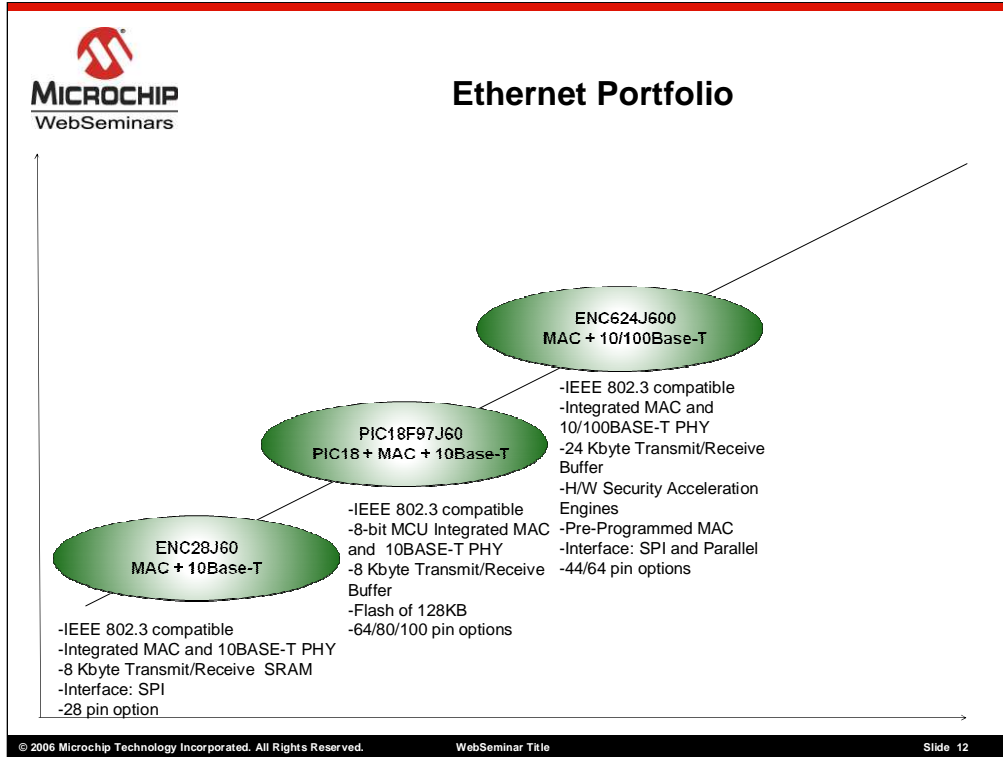 MICROCHIP
WebSeminars
Ethernet Portfolio
ENC624J600
MAC + 10/100Base-T
-IEEE 802.3 compatible
-Integrated MAC and
10/100BASE-T PHY
-24 Kbyte Transmit/Receive
Buffer
-H/W Security Acceleration
Engines
-Pre-Programmed MAC
-Interface: SPI and Parallel
-44/64 pin options
PIC18F97J60
PIC18 + MAC + 10Base-T
-IEEE 802.3 compatible
-8-bit MCU Integrated MAC
and 10BASE-T PHY
-8 Kbyte Transmit/Receive
Buffer
-Flash of 128KB
-64/80/100 pin options
ENC28J60
MAC + 10Base-T
-IEEE 802.3 compatible
-Integrated MAC and 10BASE-T PHY
-8 Kbyte Transmit/Receive SRAM
-Interface: SPI
-28 pin option
© 2006 Microchip Technology Incorporated. All Rights Reserved.
WebSeminar Title
Slide 12